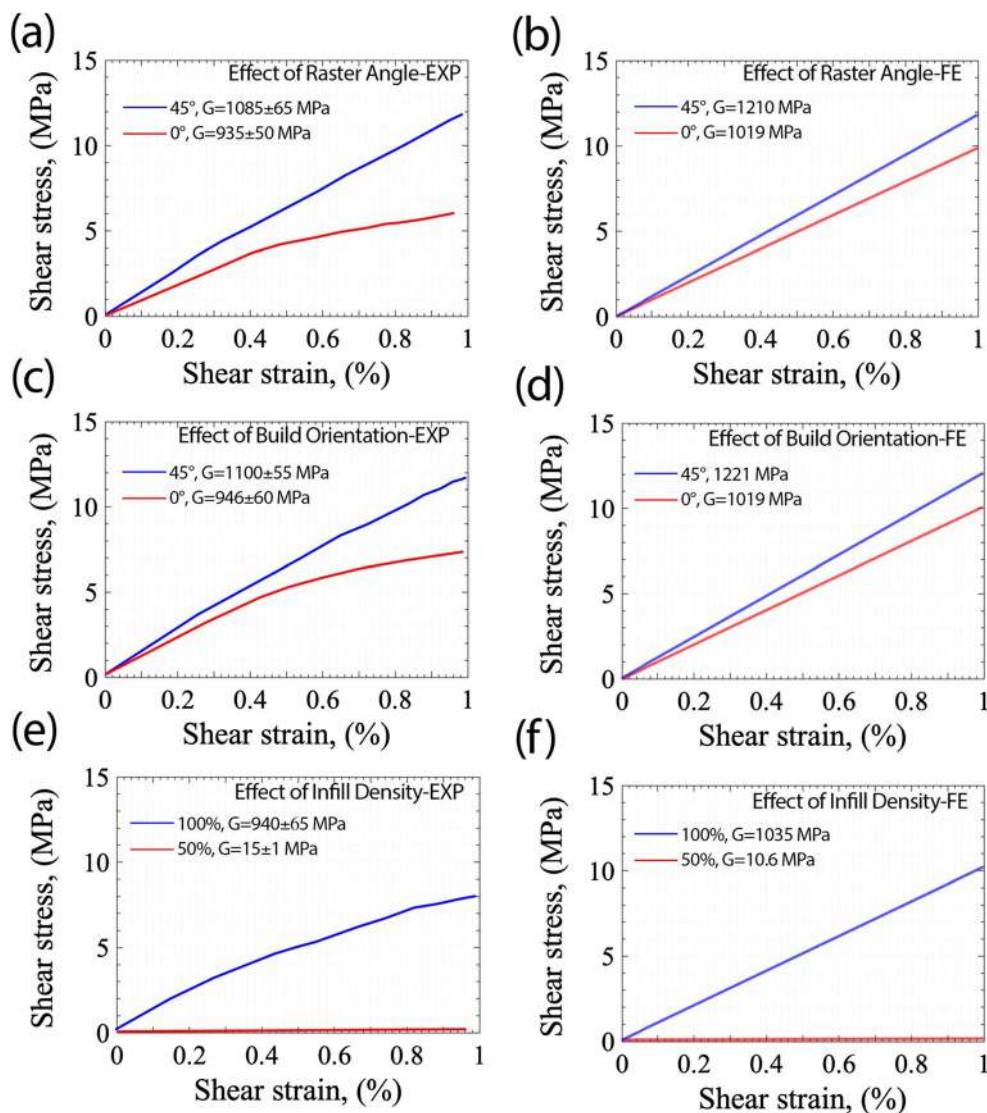 (a)
Effect of Raster Angle-EXP
45°, G=1085±65 MPa
0°, G=935±50 MPa
Shear stress, (MPa)
15
10
5
0
0 0.2 0.4 0.6 0.8 1
Shear strain, (%)
(b)
Effect of Raster Angle-FE
45°, G=1210 MPa
0°, G=1019 MPa
Shear stress, (MPa)
15
10
5
0
0 0.2 0.4 0.6 0.8 1
Shear strain, (%)
(c)
Effect of Build Orientation-EXP
45°, G=1100±55 MPa
0°, G=946±60 MPa
Shear stress, (MPa)
15
10
5
0
0 0.2 0.4 0.6 0.8 1
Shear strain, (%)
(d)
Effect of Build Orientation-FE
45°, 1221 MPa
0°, G=1019 MPa
Shear stress, (MPa)
15
10
5
0
0 0.2 0.4 0.6 0.8 1
Shear strain, (%)
(e)
Effect of Infill Density-EXP
100%, G=940±65 MPa
50%, G=15±1 MPa
Shear stress, (MPa)
15
10
5
0
0 0.2 0.4 0.6 0.8 1
Shear strain, (%)
(f)
Effect of Infill Density-FE
100%, G=1035 MPa
50%, G=10.6 MPa
Shear stress, (MPa)
15
10
5
0
0 0.2 0.4 0.6 0.8 1
Shear strain, (%)